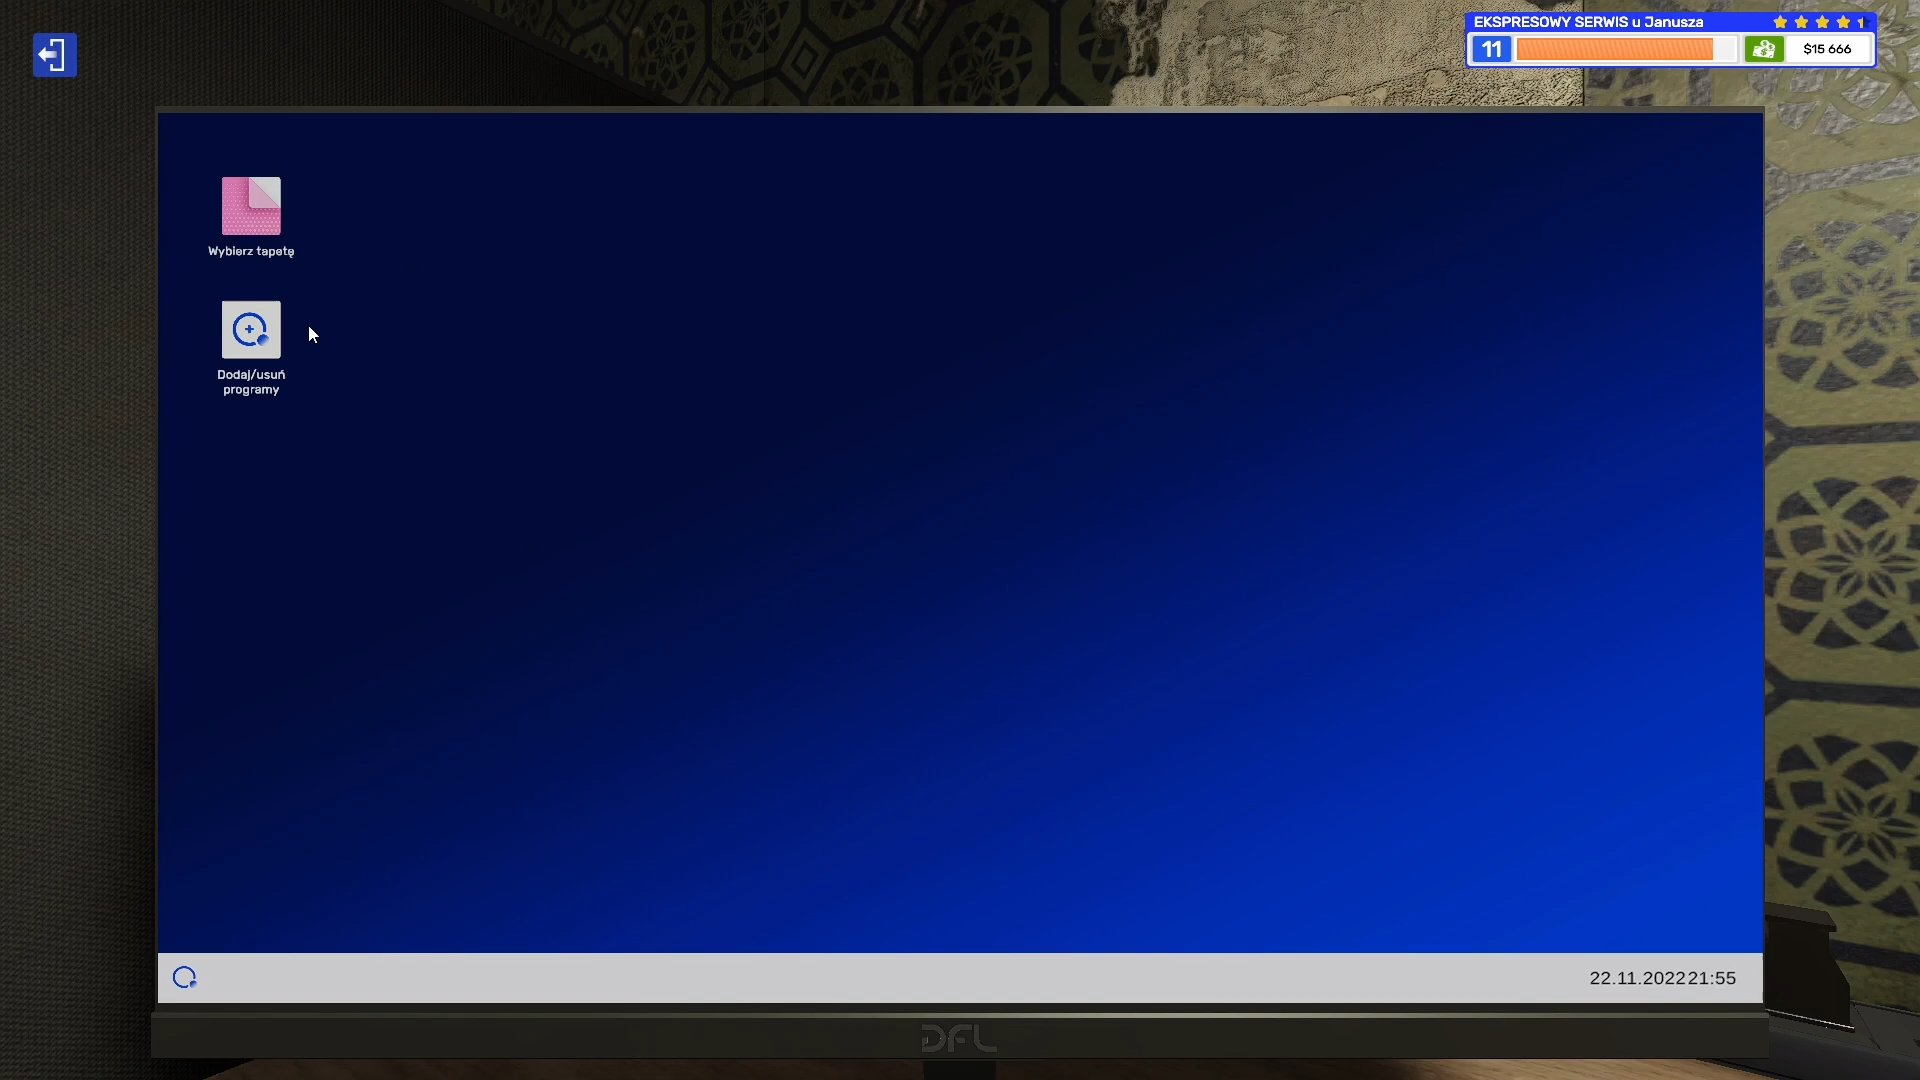 EKSPRESOWY SERWIS u Janusza
11
$15 666
Wybierz tapetę
Dodaj/usuń
programy
22.11.2022 21:55
DFL